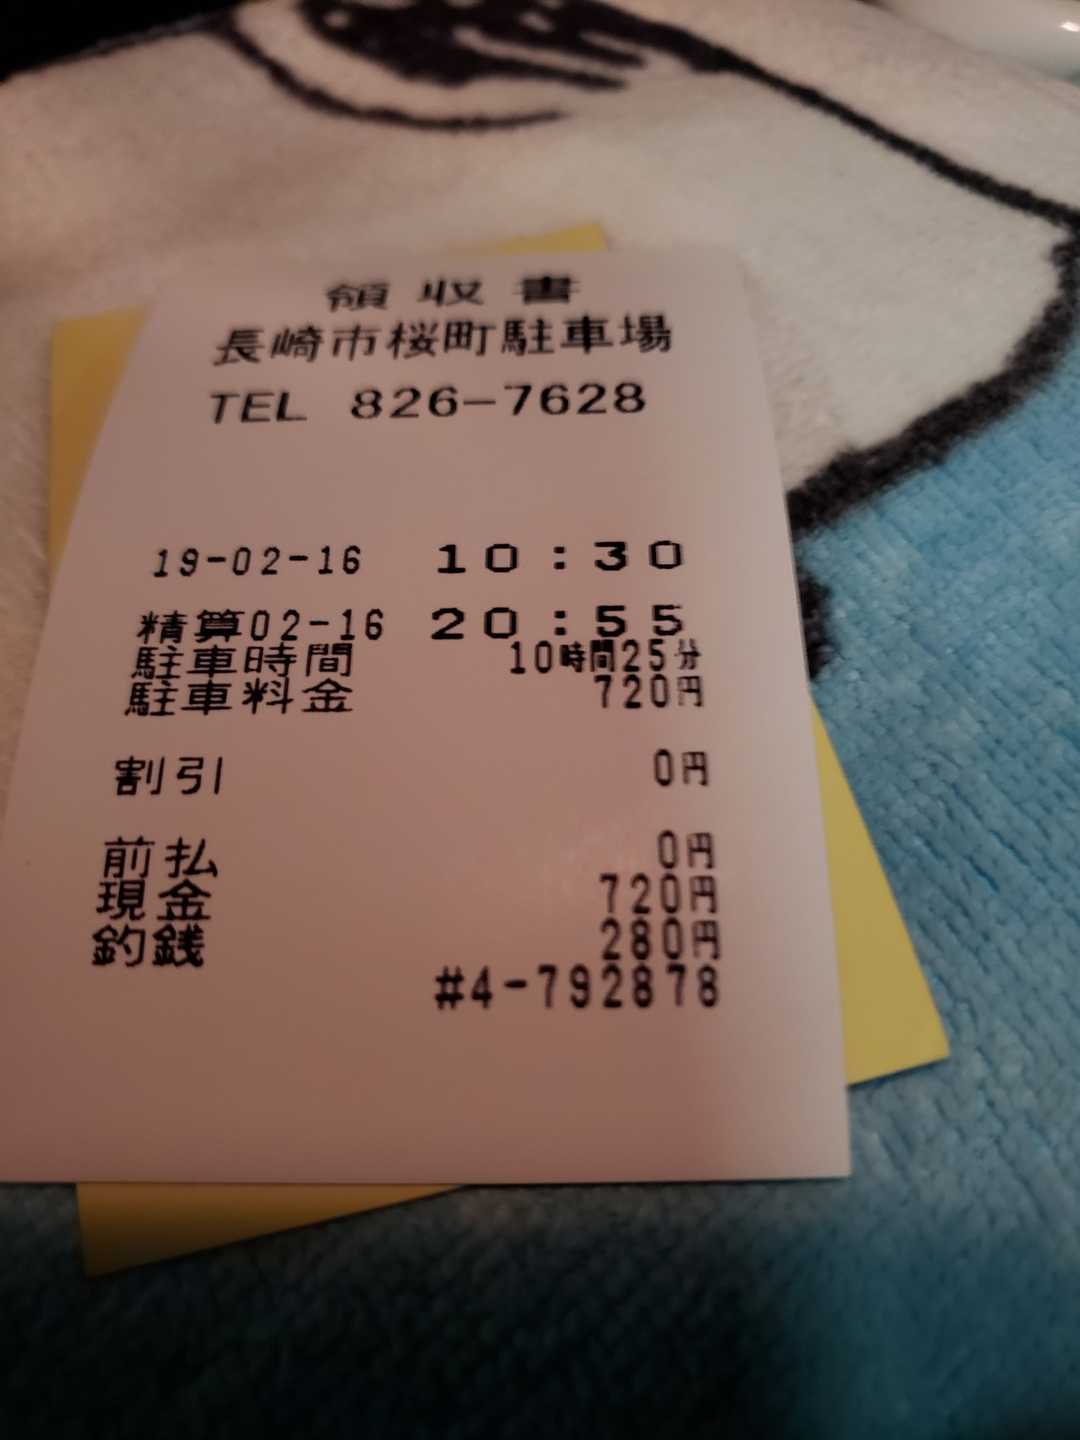 領収書
長崎市桜町駐車場
TEL 826-7628
19-02-16 10:30
精算02-16 20:55
駐車時間 10時間25分
駐車料金 720円
割引 0円
前払 0円
現金 720円
釣銭 280円
#4-792878